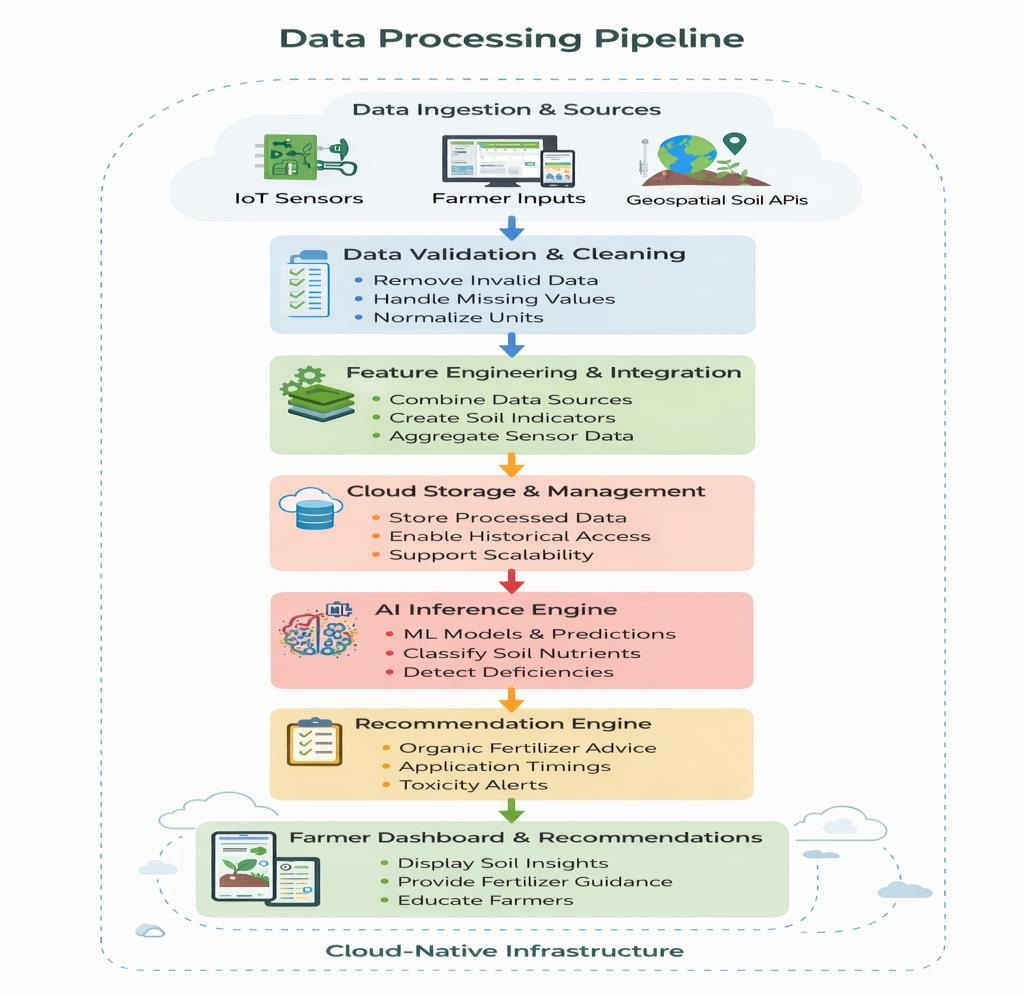 Data Processing Pipeline
Data Ingestion & Sources
IoT Sensors
Farmer Inputs
Geospatial Soil APIs
Data Validation & Cleaning
• Remove Invalid Data
• Handle Missing Values
• Normalize Units
Feature Engineering & Integration
• Combine Data Sources
• Create Soil Indicators
• Aggregate Sensor Data
Cloud Storage & Management
• Store Processed Data
• Enable Historical Access
• Support Scalability
ML
AI Inference Engine
• ML Models & Predictions
• Classify Soil Nutrients
• Detect Deficiencies
Recommendation Engine
• Organic Fertilizer Advice
• Application Timings
• Toxicity Alerts
Farmer Dashboard & Recommendations
• Display Soil Insights
• Provide Fertilizer Guidance
• Educate Farmers
Cloud-Native Infrastructure